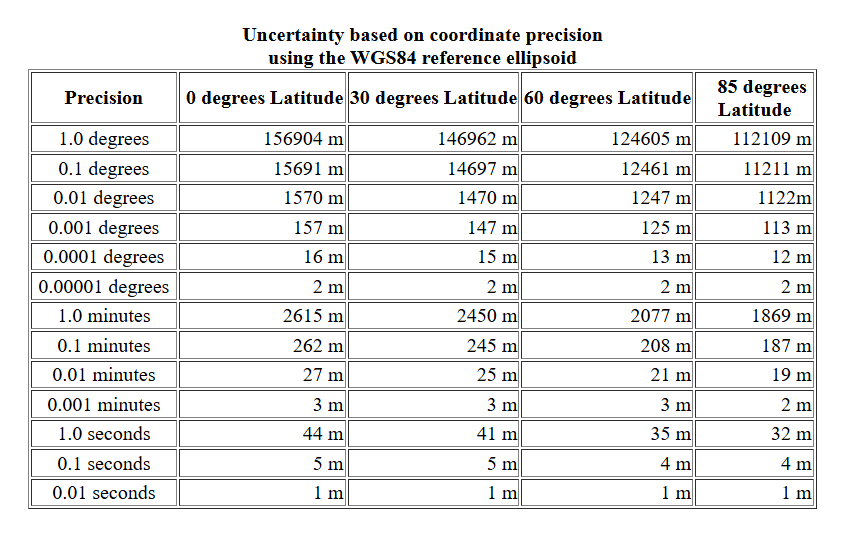 Uncertainty based on coordinate precision
using the WGS84 reference ellipsoid
Precision 0 degrees Latitude 30 degrees Latitude 60 degrees Latitude 85 degrees
Latitude
1.0 degrees 156904 m 146962 m 124605 m 112109 m
0.1 degrees 15691 m 14697 m 12461 m 11211 m
0.01 degrees 1570 m 1470 m 1247 m 1122m
0.001 degrees 157 m 147 m 125 m 113 m
0.0001 degrees 16 m 15 m 13 m 12 m
0.00001 degrees 2 m 2 m 2 m 2 m
1.0 minutes 2615 m 2450 m 2077 m 1869 m
0.1 minutes 262 m 245 m 208 m 187 m
0.01 minutes 27 m 25 m 21 m 19 m
0.001 minutes 3 m 3 m 3 m 2 m
1.0 seconds 44 m 41 m 35 m 32 m
0.1 seconds 5 m 5 m 4 m 4 m
0.01 seconds 1 m 1 m 1 m 1 m